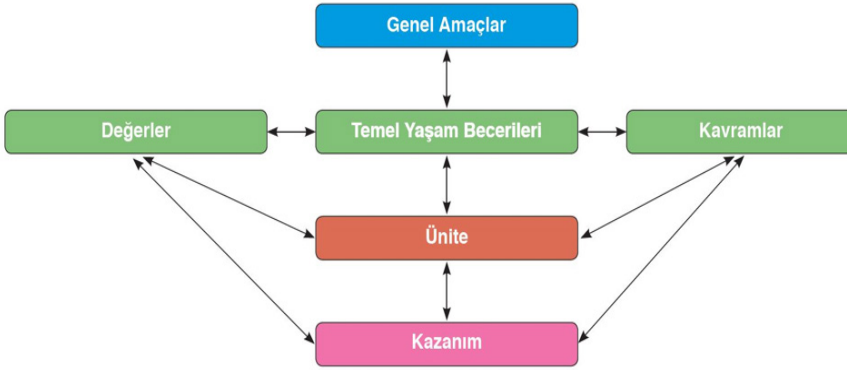 Genel Amaçlar
Değerler
Temel Yaşam Becerileri
Kavramlar
Ünite
Kazanım